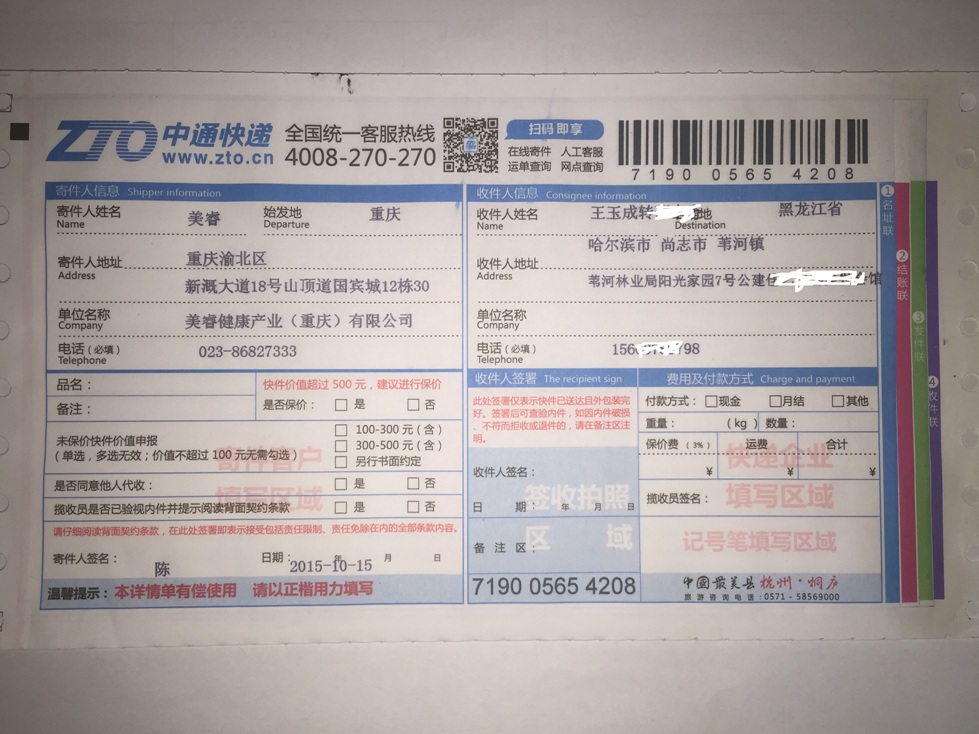 ZTO 中通快递
www.zto.cn
全国统一客服热线
4008-270-270
扫码即享
在线寄件 人工客服
运单查询 网点查询
7190 0565 4208
寄件人信息 Shipper information
寄件人姓名 美睿 始发地 重庆
Name Departure
寄件人地址 重庆渝北区
Address
新溉大道18号山顶道国宾城12栋30
单位名称 美睿健康产业（重庆）有限公司
Company
电话（必填） 023-86827333
Telephone
收件人信息 Consignee information
收件人姓名 王玉成转 地 黑龙江省
Name Destination
哈尔滨市 尚志市 苇河镇
收件人地址
Address
苇河林业局阳光家园7号公建 馆
单位名称
Company
电话（必填） 156 98
Telephone
品名：
备注：
快件价值超过 500 元，建议进行保价
是否保价： 是 否
未保价快件价值申报
（单选，多选无效；价值不超过 100 元无需勾选）
100-300 元（含）
300-500 元（含）
另行书面约定
寄件客户
填写区域
是否同意他人代收： 是 否
揽收员是否已验视内件并提示阅读背面契约条款 是 否
请仔细阅读背面契约条款，在此处签署即表示接受包括责任限制、责任免除在内的全部条款内容。
寄件人签名： 陈 日期： 年 月 日
2015-10-15
温馨提示：本详情单有偿使用 请以正楷用力填写
收件人签署 The recipient sign
此处签署仅表示快件已送达且外包装完
好。签署后可查验内件，如因内件破损
、不符而拒收或退件的，请在备注区注
明。
收件人签名：
签收拍照
区 域
日 期： 年 月 日
备 注 区：
7190 0565 4208
费用及付款方式 Charge and payment
付款方式： 现金 月结 其他
重量： （kg） 数量：
保价费（3%） 运费 合计
¥ ¥ ¥
快递企业
填写区域
记号笔填写区域
揽收员签名：
中国最美县 杭州·桐庐
旅游咨询电话：0571-58569000
① 名址联
② 结账联
③ 发件联
④ 收件联